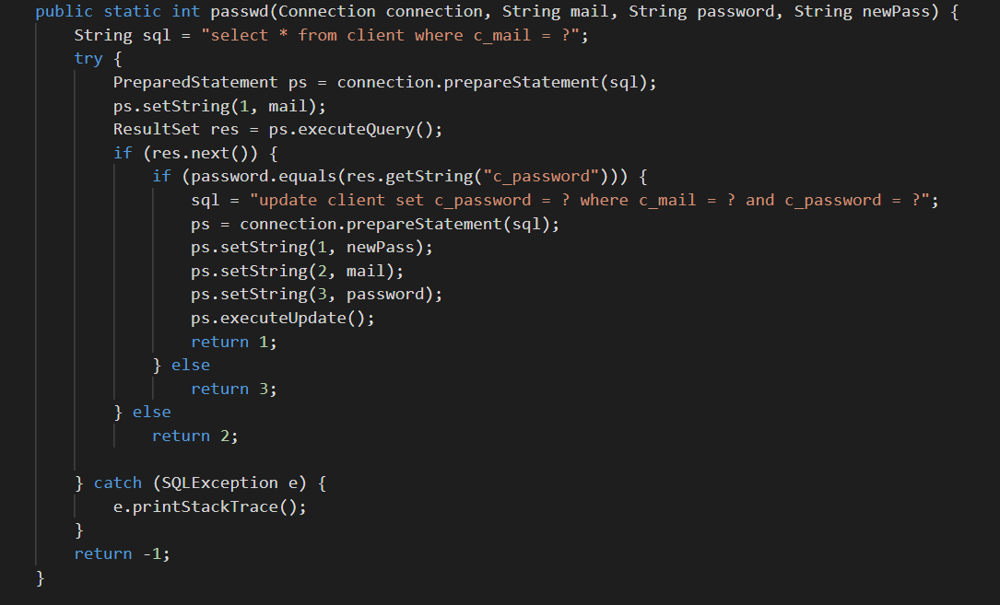 public static int passwd(Connection connection, String mail, String password, String newPass) {
String sql = "select * from client where c_mail = ?";
try {
PreparedStatement ps = connection.prepareStatement(sql);
ps.setString(1, mail);
ResultSet res = ps.executeQuery();
if (res.next()) {
if (password.equals(res.getString("c_password"))) {
sql = "update client set c_password = ? where c_mail = ? and c_password = ?";
ps = connection.prepareStatement(sql);
ps.setString(1, newPass);
ps.setString(2, mail);
ps.setString(3, password);
ps.executeUpdate();
return 1;
} else
return 3;
} else
return 2;
} catch (SQLException e) {
e.printStackTrace();
}
return -1;
}